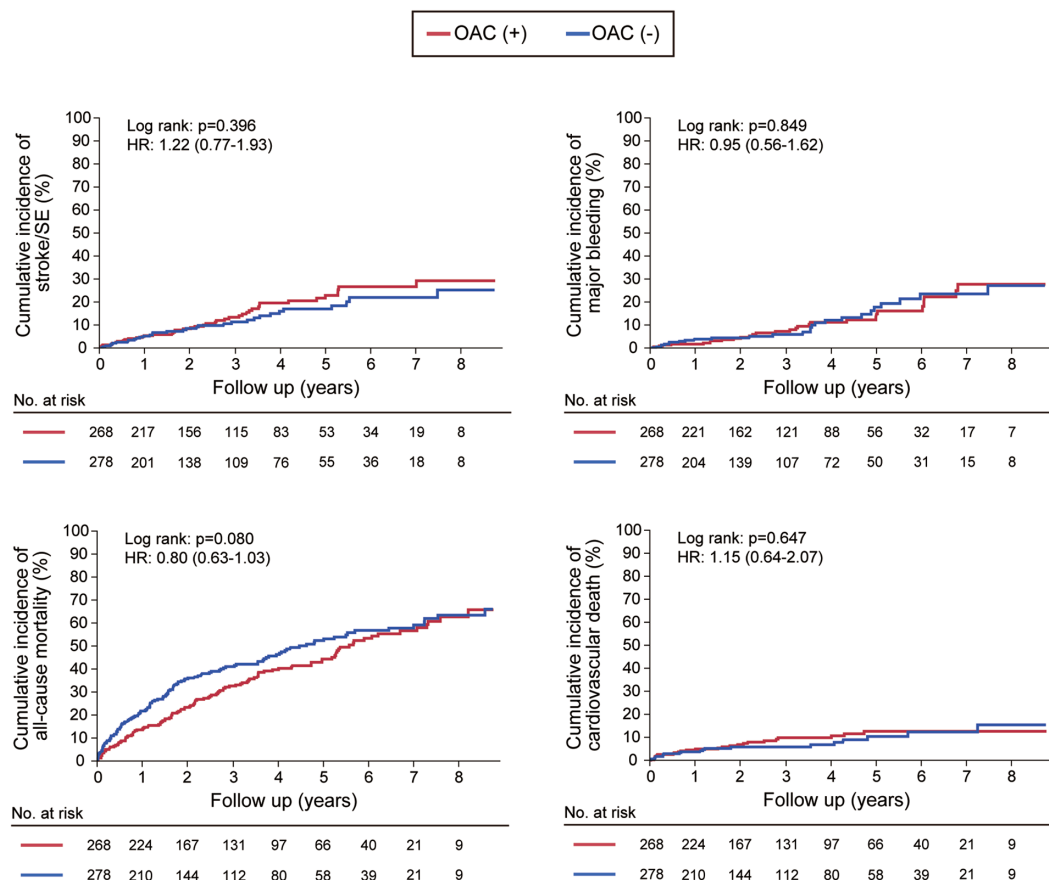 OAC (+) OAC (-)
Cumulative incidence of
stroke/SE (%)
Log rank: p=0.396
HR: 1.22 (0.77-1.93)
100
90
80
70
60
50
40
30
20
10
0
0 1 2 3 4 5 6 7 8
Follow up (years)
No. at risk
268 217 156 115 83 53 34 19 8
278 201 138 109 76 55 36 18 8
Cumulative incidence of
major bleeding (%)
Log rank: p=0.849
HR: 0.95 (0.56-1.62)
100
90
80
70
60
50
40
30
20
10
0
0 1 2 3 4 5 6 7 8
Follow up (years)
No. at risk
268 221 162 121 88 56 32 17 7
278 204 139 107 72 50 31 15 8
Cumulative incidence of
all-cause mortality (%)
Log rank: p=0.080
HR: 0.80 (0.63-1.03)
100
90
80
70
60
50
40
30
20
10
0
0 1 2 3 4 5 6 7 8
Follow up (years)
No. at risk
268 224 167 131 97 66 40 21 9
278 210 144 112 80 58 39 21 9
Cumulative incidence of
cardiovascular death (%)
Log rank: p=0.647
HR: 1.15 (0.64-2.07)
100
90
80
70
60
50
40
30
20
10
0
0 1 2 3 4 5 6 7 8
Follow up (years)
No. at risk
268 224 167 131 97 66 40 21 9
278 210 144 112 80 58 39 21 9